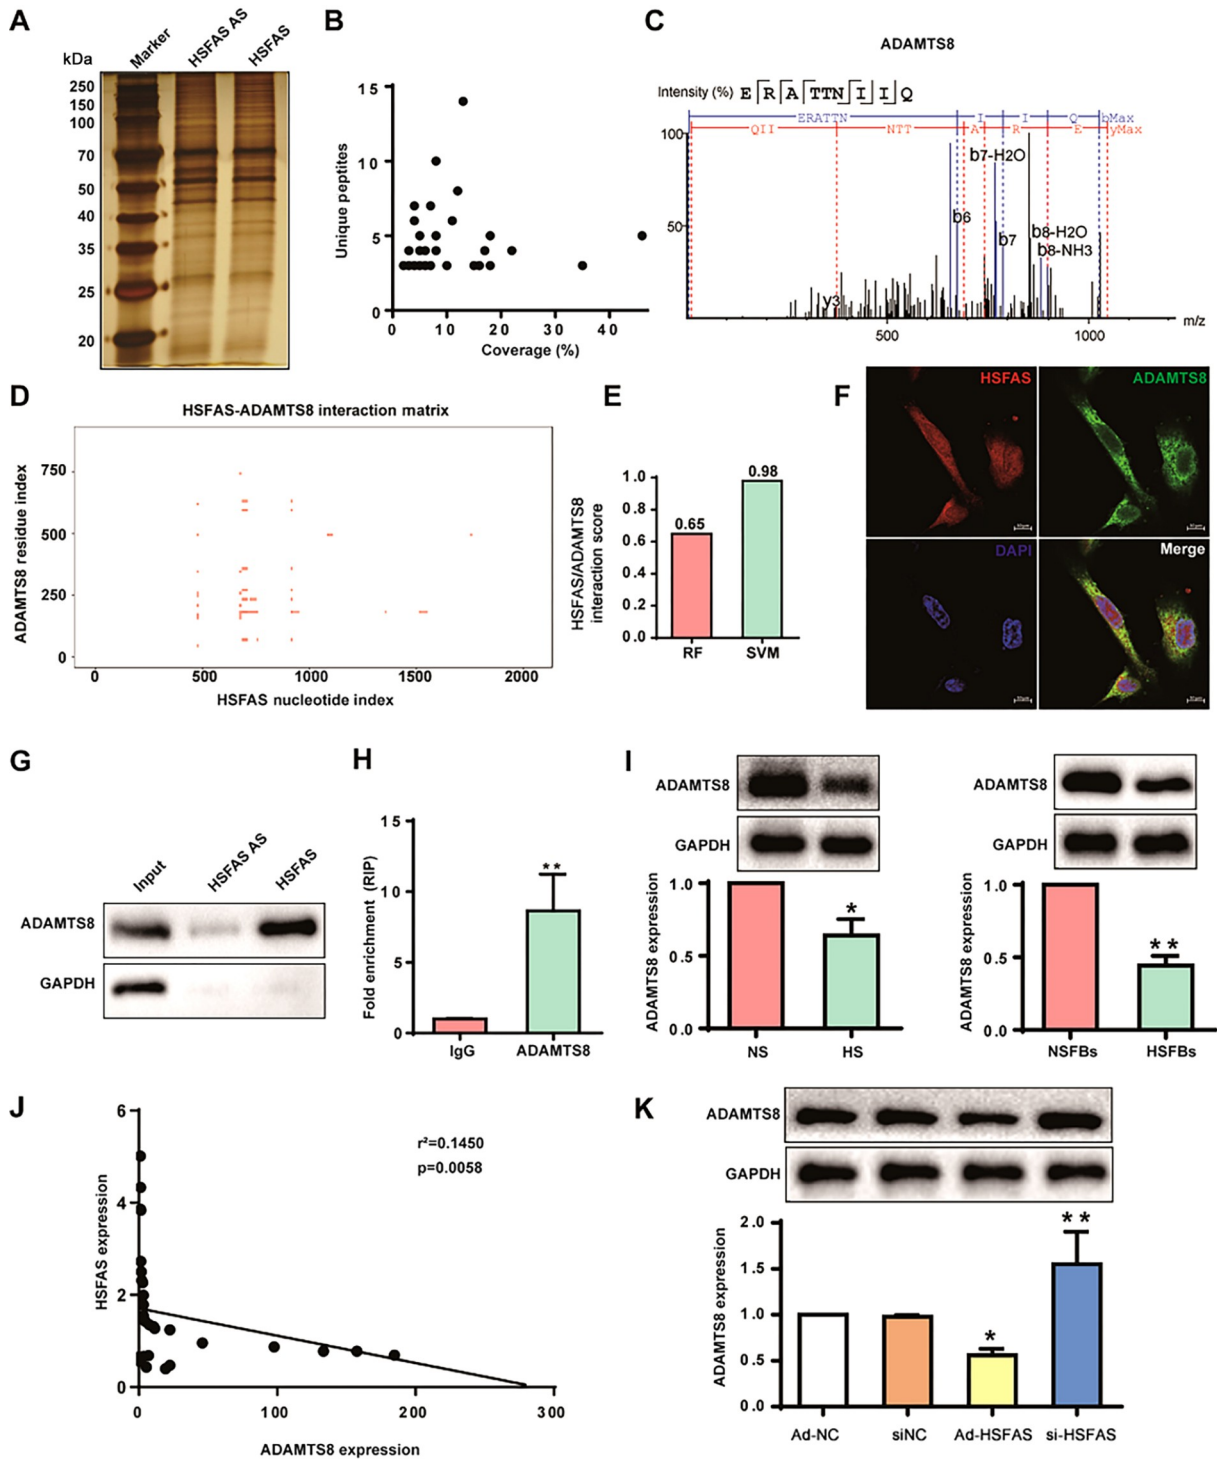 A
kDa
Marker
HSFAS AS
HSFAS
250
150
100
70
50
40
35
25
20
B
Unique peptites
15
10
5
0
0 10 20 30 40
Coverage (%)
C
ADAMTS8
Intensity (%) E R A TTN I I Q
ERATTN I I Q bMax
QII NTT A R E yMax
100
50
b7-H2O
b6
b7
b8-H2O
b8-NH3
y3
500 1000
m/z
D
HSFAS-ADAMTS8 interaction matrix
ADAMTS8 residue index
750
500
250
0
0 500 1000 1500 2000
HSFAS nucleotide index
E
HSFAS/ADAMTS8
interaction score
1.0
0.8
0.6
0.4
0.2
0.0
0.65
0.98
RF SVM
F
HSFAS
ADAMTS8
DAPI
Merge
G
Input
HSFAS AS
HSFAS
ADAMTS8
GAPDH
H
Fold enrichment (RIP)
15
10
5
0
**
IgG ADAMTS8
I
ADAMTS8
GAPDH
ADAMTS8 expression
1.0
0.5
0.0
*
NS HS
ADAMTS8
GAPDH
ADAMTS8 expression
1.0
0.5
0.0
**
NSFBs HSFBs
J
HSFAS expression
6
4
2
0
r²=0.1450
p=0.0058
0 100 200 300
ADAMTS8 expression
K
ADAMTS8
GAPDH
ADAMTS8 expression
2.0
1.5
1.0
0.5
0.0
*
**
Ad-NC siNC Ad-HSFAS si-HSFAS